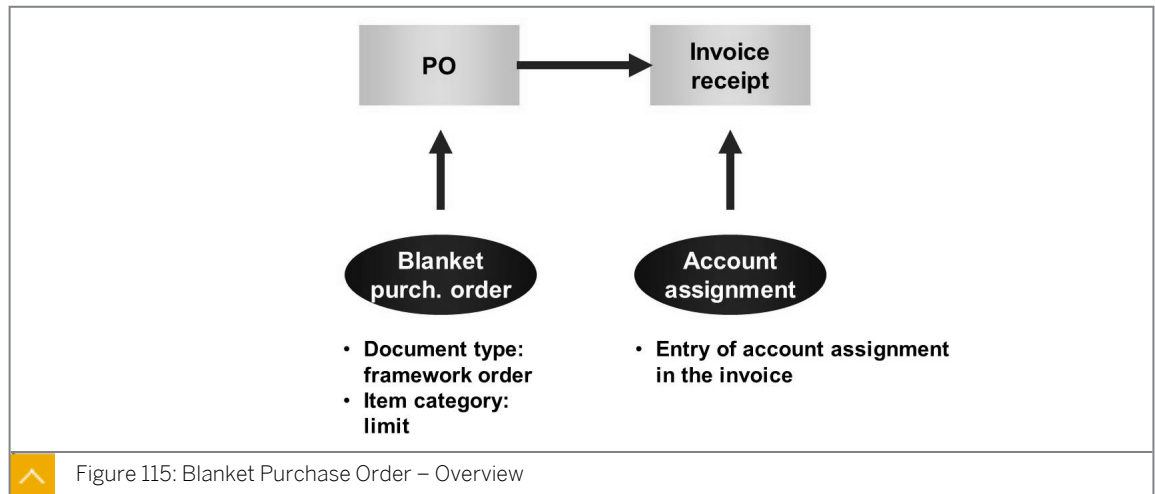 PO
Invoice
receipt
Blanket
purch. order
Account
assignment
• Document type:
framework order
• Item category:
limit
• Entry of account assignment
in the invoice
Figure 115: Blanket Purchase Order – Overview